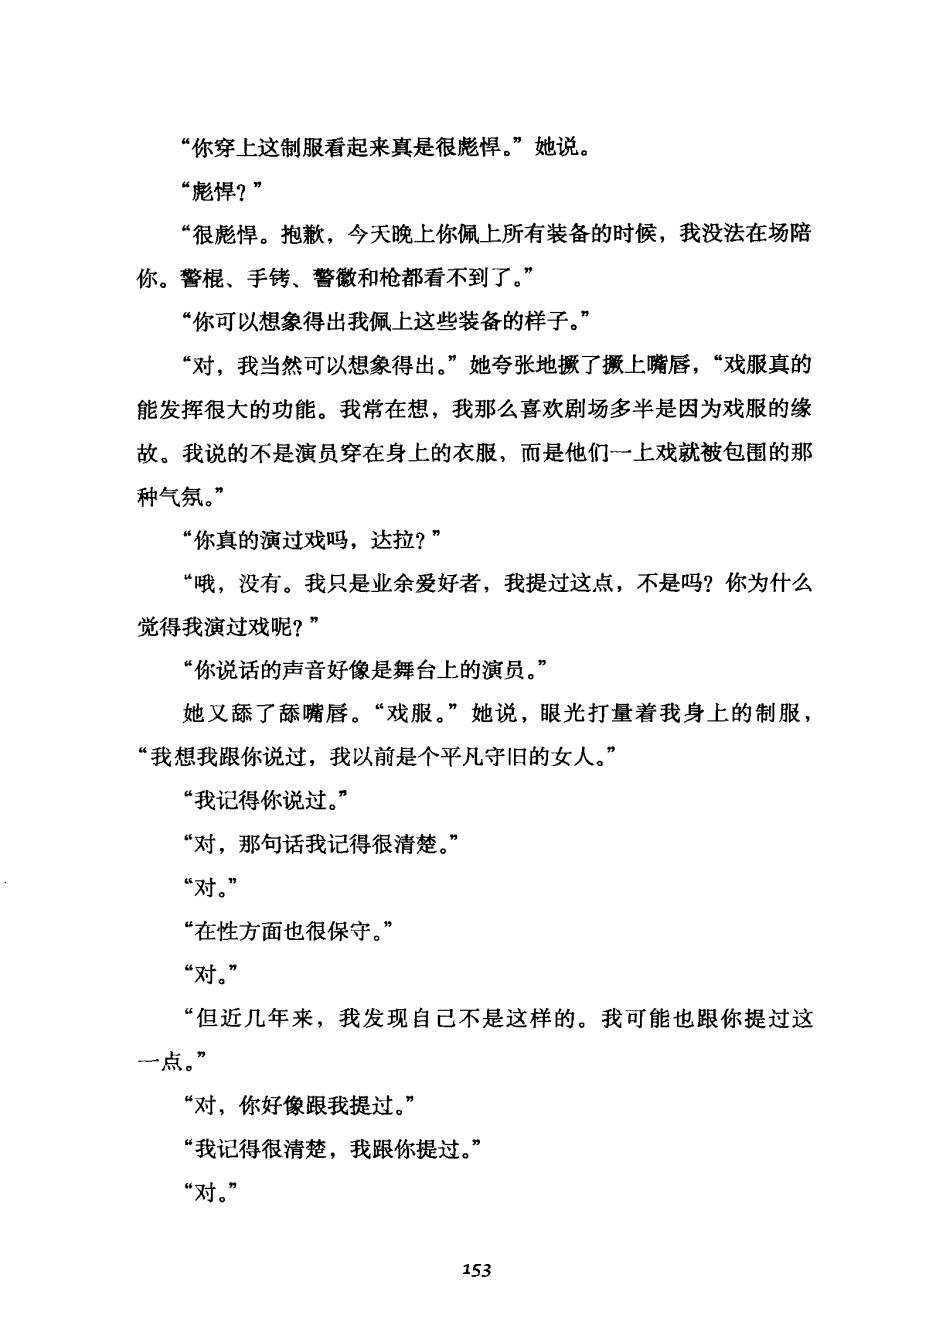 “你穿上这制服看起来真是很彪悍。”她说。
“彪悍？”
“很彪悍。抱歉，今天晚上你佩上所有装备的时候，我没法在场陪
你。警棍、手铐、警徽和枪都看不到了。”
“你可以想象得出我佩上这些装备的样子。”
“对，我当然可以想象得出。”她夸张地撅了撅上嘴唇，“戏服真的
能发挥很大的功能。我常在想，我那么喜欢剧场多半是因为戏服的缘
故。我说的不是演员穿在身上的衣服，而是他们一上戏就被包围的那
种气氛。”
“你真的演过戏吗，达拉？”
“哦，没有。我只是业余爱好者，我提过这点，不是吗？你为什么
觉得我演过戏呢？”
“你说话的声音好像是舞台上的演员。”
她又舔了舔嘴唇。“戏服。”她说，眼光打量着我身上的制服，
“我想我跟你说过，我以前是个平凡守旧的女人。”
“我记得你说过。”
“对，那句话我记得很清楚。”
“对。”
“在性方面也很保守。”
“对。”
“但近几年来，我发现自己不是这样的。我可能也跟你提过这
一点。”
“对，你好像跟我提过。”
“我记得很清楚，我跟你提过。”
“对。”
153